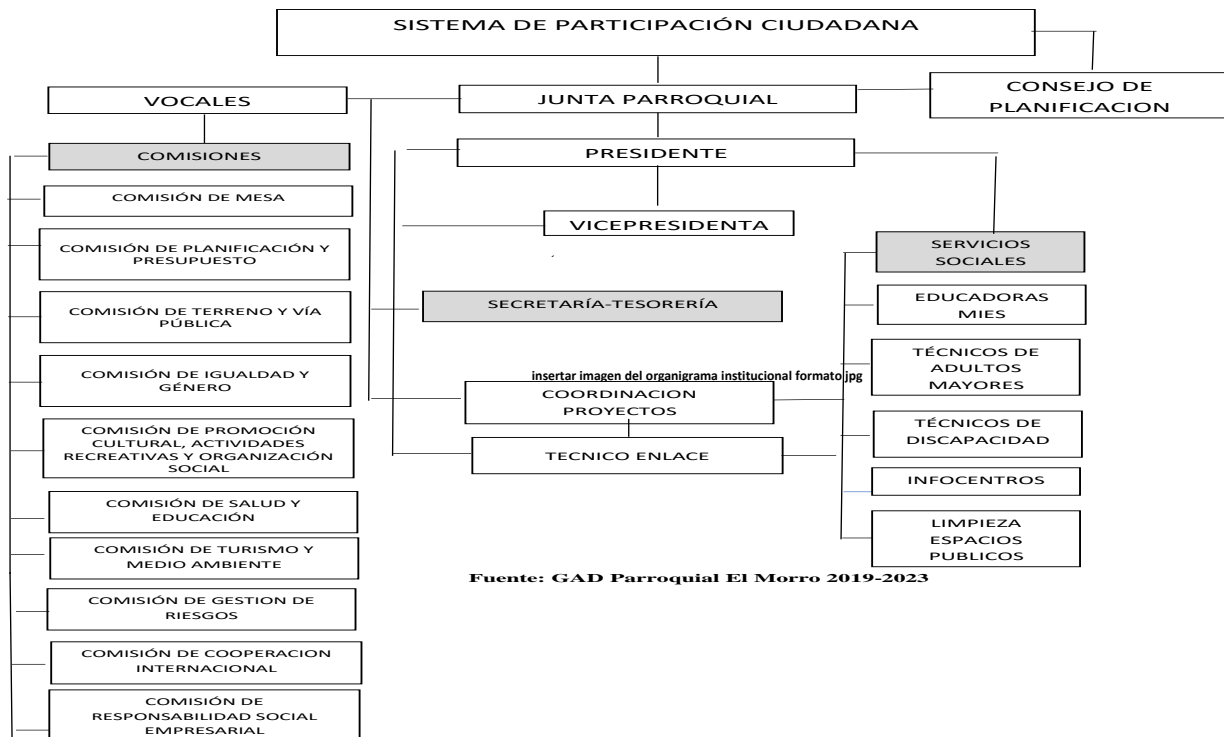 SISTEMA DE PARTICIPACIÓN CIUDADANA
VOCALES
JUNTA PARROQUIAL
CONSEJO DE
PLANIFICACION
COMISIONES
PRESIDENTE
COMISIÓN DE MESA
VICEPRESIDENTA
COMISIÓN DE PLANIFICACIÓN Y
PRESUPUESTO
SERVICIOS
SOCIALES
SECRETARÍA-TESORERÍA
EDUCADORAS
MIES
COMISIÓN DE TERRENO Y VÍA
PÚBLICA
TÉCNICOS DE
ADULTOS
MAYORES
COMISIÓN DE IGUALDAD Y
GÉNERO
insertar imagen del organigrama institucional formato jpg
COORDINACION
PROYECTOS
COMISIÓN DE PROMOCIÓN
CULTURAL, ACTIVIDADES
RECREATIVAS Y ORGANIZACIÓN
SOCIAL
TÉCNICOS DE
DISCAPACIDAD
TECNICO ENLACE
INFOCENTROS
COMISIÓN DE SALUD Y
EDUCACIÓN
LIMPIEZA
ESPACIOS
PUBLICOS
COMISIÓN DE TURISMO Y
MEDIO AMBIENTE
Fuente: GAD Parroquial El Morro 2019-2023
COMISIÓN DE GESTION DE
RIESGOS
COMISIÓN DE COOPERACION
INTERNACIONAL
COMISIÓN DE
RESPONSABILIDAD SOCIAL
EMPRESARIAL